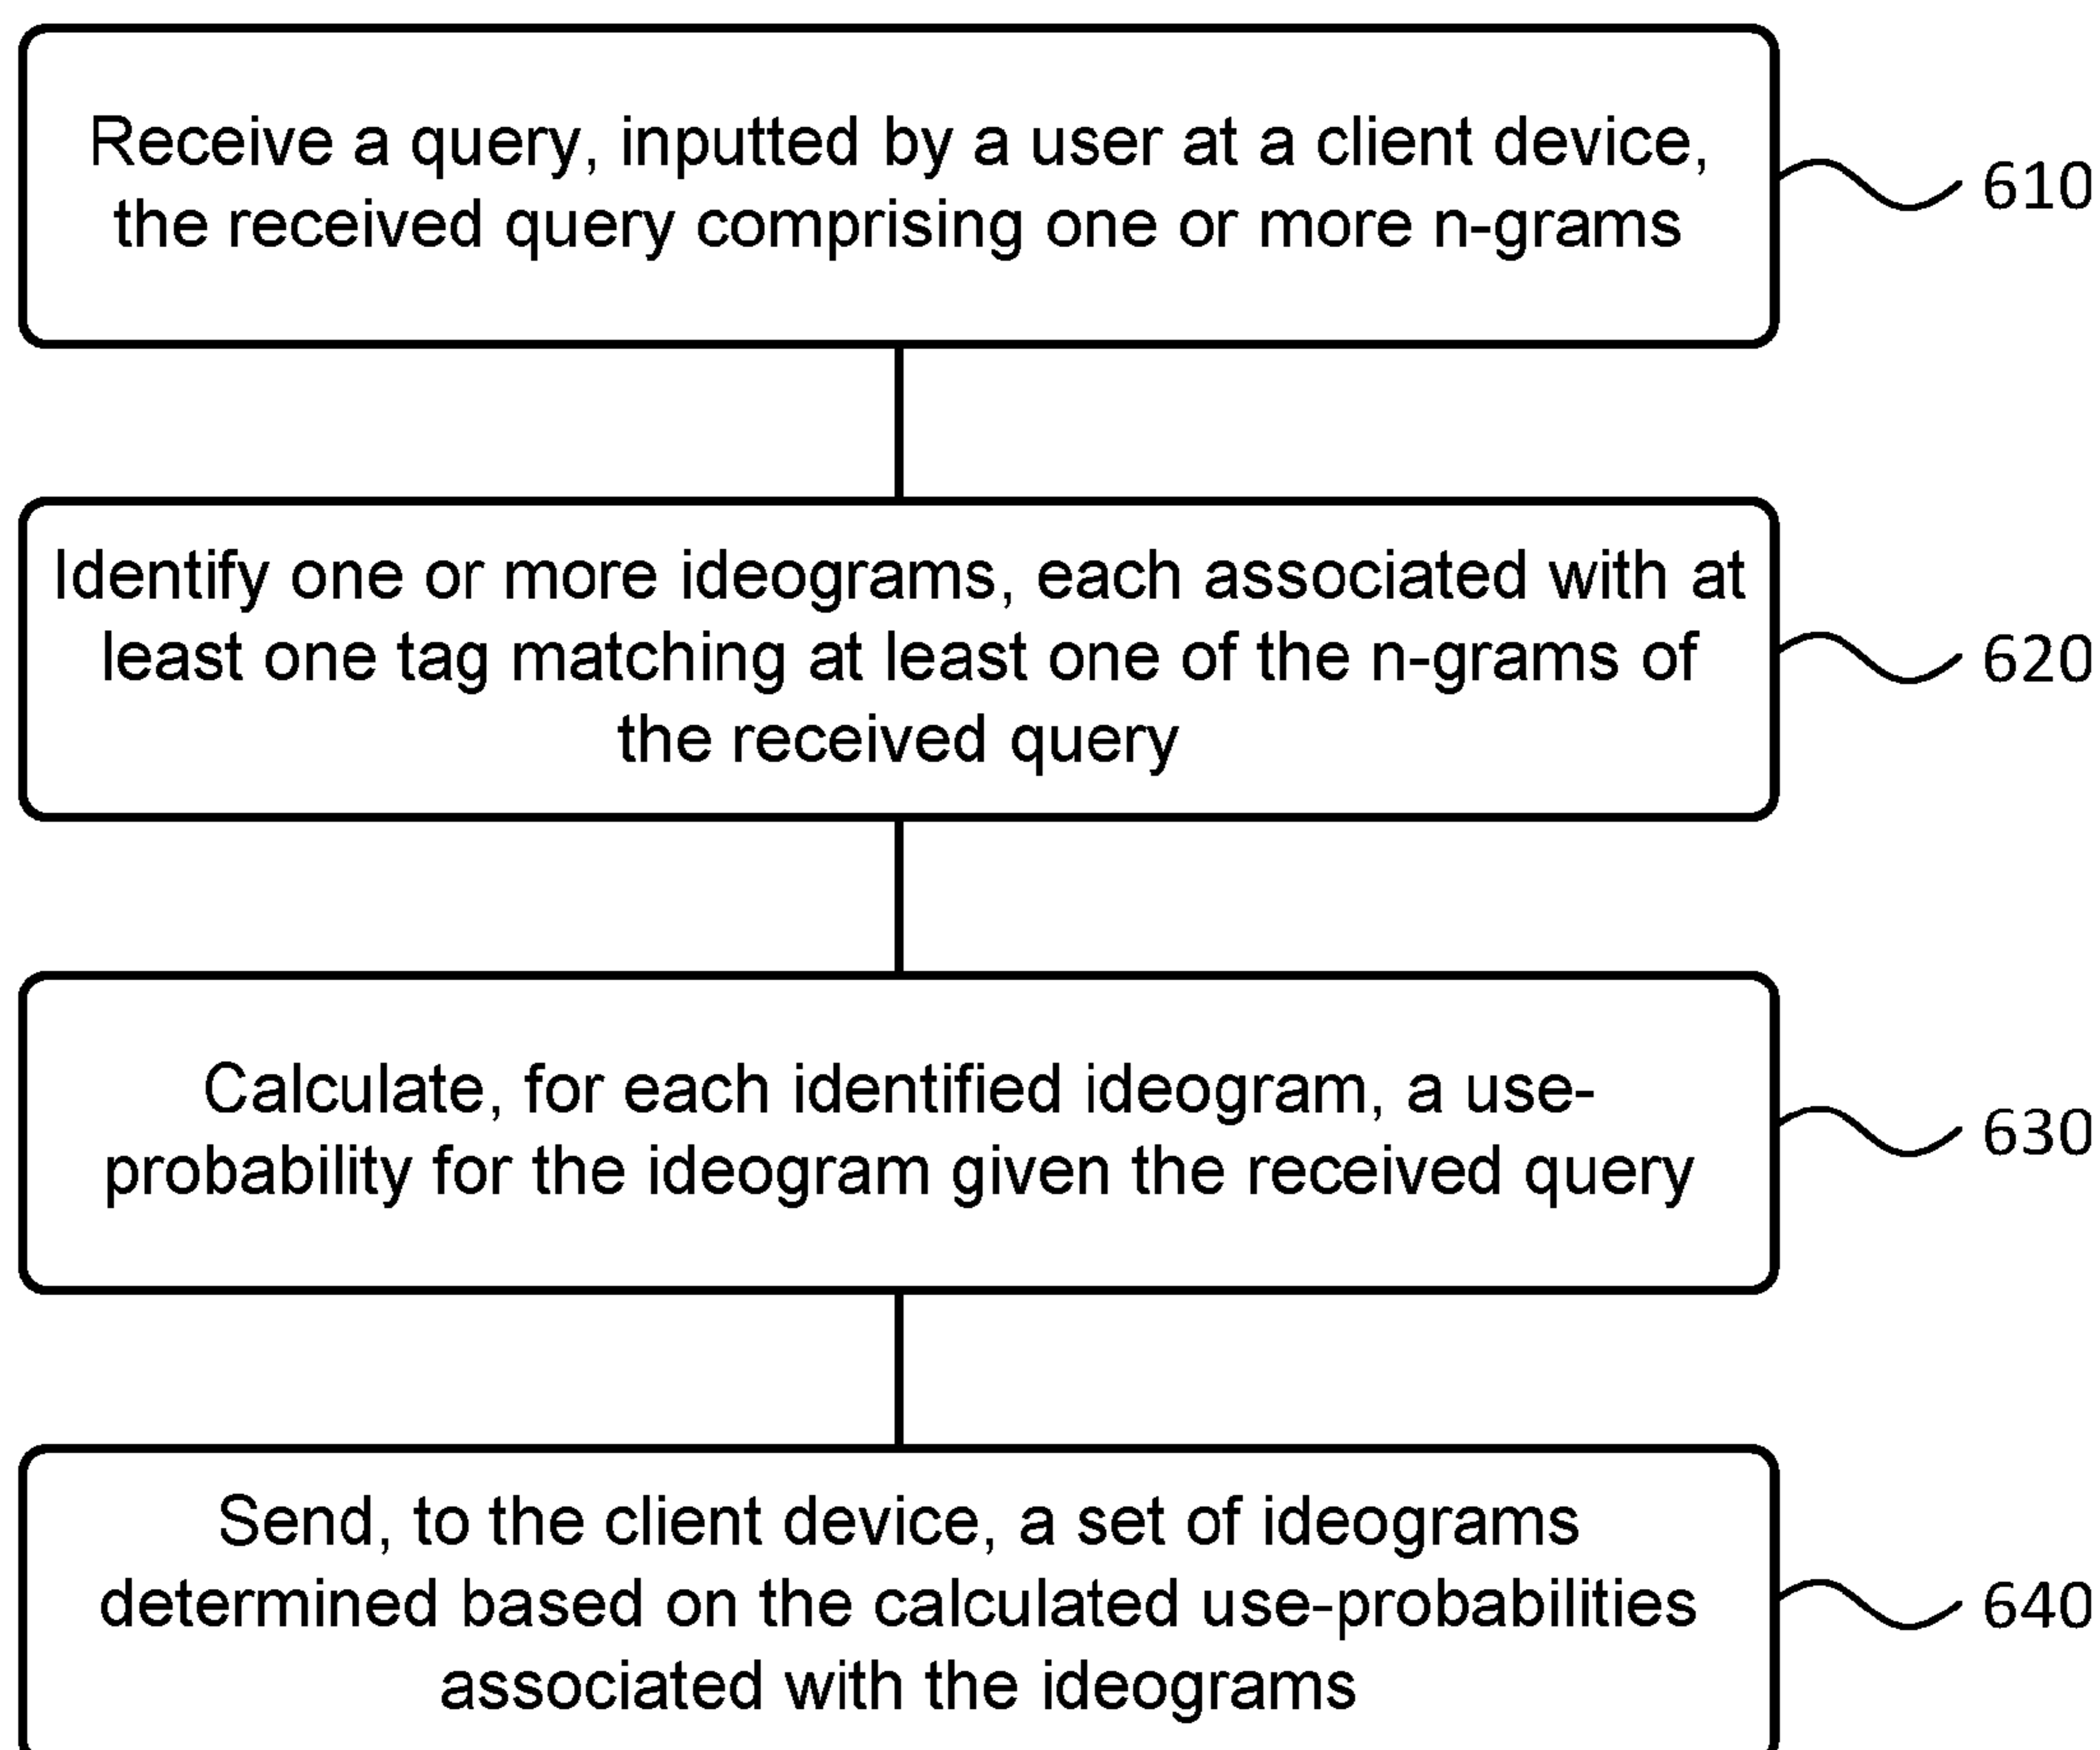 Receive a query, inputted by a user at a client device,
the received query comprising one or more n-grams
610
Identify one or more ideograms, each associated with at
least one tag matching at least one of the n-grams of
the received query
620
Calculate, for each identified ideogram, a use-
probability for the ideogram given the received query
630
Send, to the client device, a set of ideograms
determined based on the calculated use-probabilities
associated with the ideograms
640